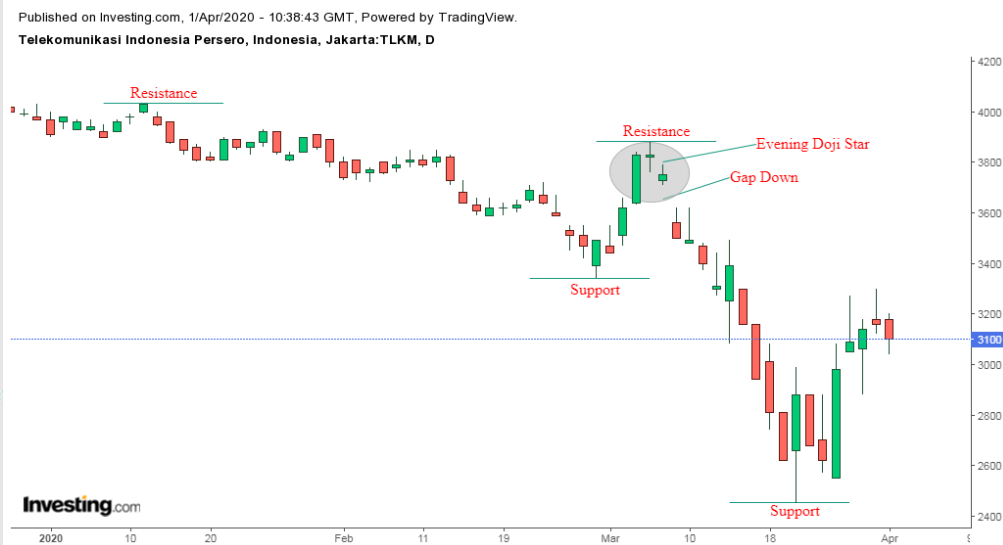 Published on Investing.com, 1/Apr/2020 - 10:38:43 GMT, Powered by TradingView.
Telekomunikasi Indonesia Persero, Indonesia, Jakarta:TLKM, D
4200
Resistance
4000
Resistance
Evening Doji Star
3800
Gap Down
3600
3400
Support
3200
3100
3000
2800
2600
Investing.com
Support
2400
2020 10 20 Feb 11 19 Mar 10 18 Apr